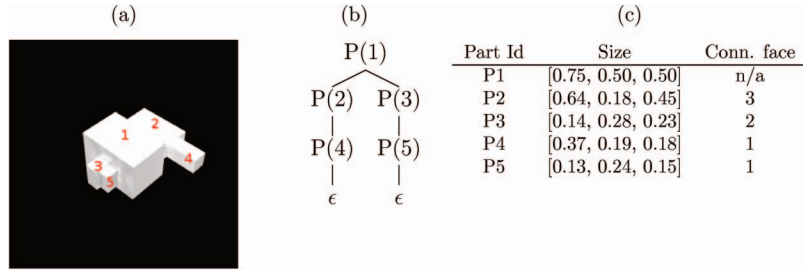 (a) (b) (c)
P(1)
P(2) P(3)
P(4) P(5)
ϵ ϵ
1 2
3 4
5
Part Id Size Conn. face
P1 [0.75, 0.50, 0.50] n/a
P2 [0.64, 0.18, 0.45] 3
P3 [0.14, 0.28, 0.23] 2
P4 [0.37, 0.19, 0.18] 1
P5 [0.13, 0.24, 0.15] 1